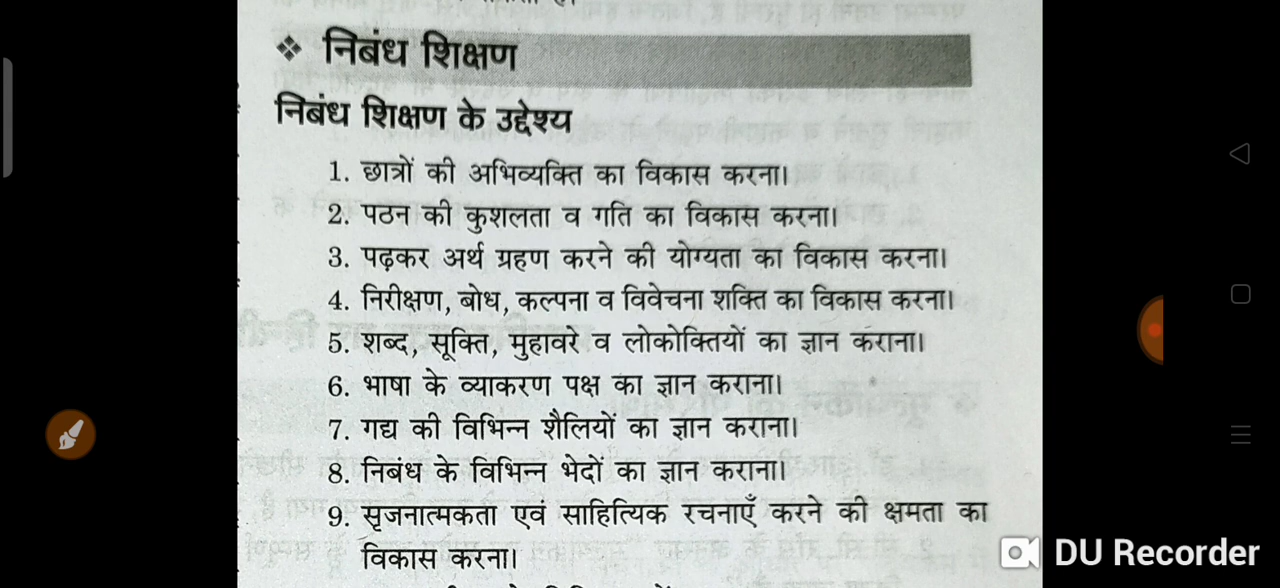 ❖ निबंध शिक्षण
निबंध शिक्षण के उद्देश्य
1. छात्रों की अभिव्यक्ति का विकास करना।
2. पठन की कुशलता व गति का विकास करना।
3. पढ़कर अर्थ ग्रहण करने की योग्यता का विकास करना।
4. निरीक्षण, बोध, कल्पना व विवेचना शक्ति का विकास करना।
5. शब्द, सूक्ति, मुहावरे व लोकोक्तियों का ज्ञान कराना।
6. भाषा के व्याकरण पक्ष का ज्ञान कराना।
7. गद्य की विभिन्न शैलियों का ज्ञान कराना।
8. निबंध के विभिन्न भेदों का ज्ञान कराना।
9. सृजनात्मकता एवं साहित्यिक रचनाएँ करने की क्षमता का
विकास करना।
DU Recorder